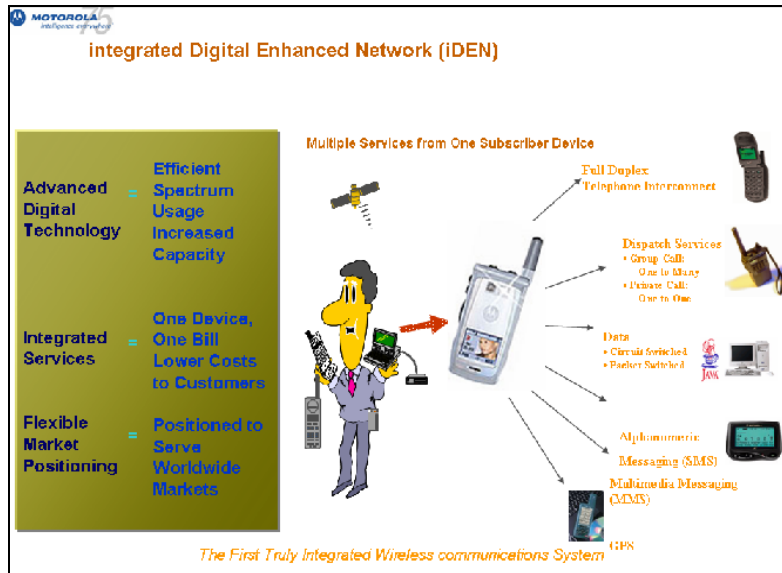 MOTOROLA
intelligence everywhere
75
integrated Digital Enhanced Network (iDEN)
Advanced
Digital
Technology
=
Efficient
Spectrum
Usage
Increased
Capacity
Integrated
Services
=
One Device,
One Bill
Lower Costs
to Customers
Flexible
Market
Positioning
=
Positioned to
Serve
Worldwide
Markets
Multiple Services from One Subscriber Device
Full Duplex
Telephone Interconnect
Dispatch Services
• Group Call:
One to Many
• Private Call:
One to One
Data
• Circuit Switched
• Packet Switched
JAVA
Alphanumeric
Messaging (SMS)
Multimedia Messaging
(MMS)
GPS
The First Truly Integrated Wireless communications System